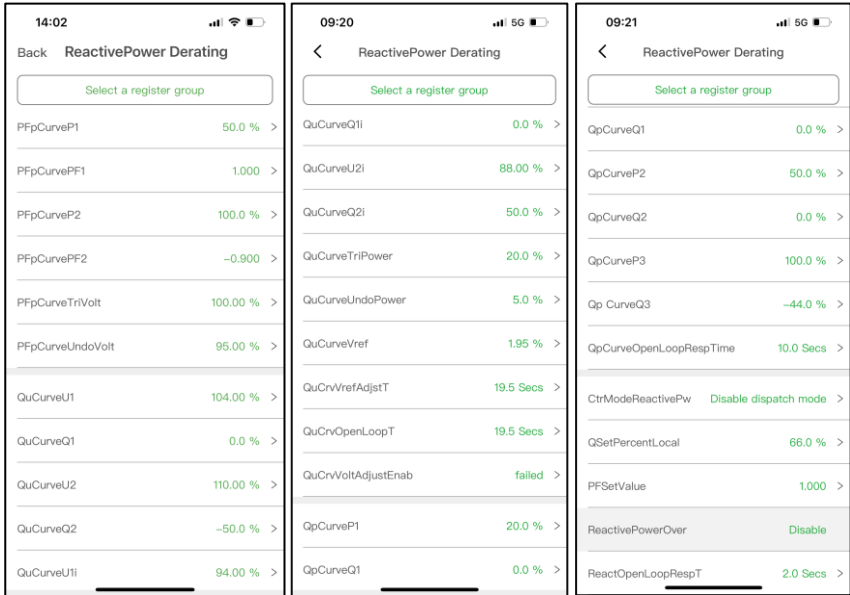 14:02
Back ReactivePower Derating
Select a register group
PFpCurveP1 50.0 %
PFpCurvePF1 1.000
PFpCurveP2 100.0 %
PFpCurvePF2 -0.900
PFpCurveTriVolt 100.00 %
PFpCurveUndoVolt 95.00 %
QuCurveU1 104.00 %
QuCurveQ1 0.0 %
QuCurveU2 110.00 %
QuCurveQ2 -50.0 %
QuCurveU1i 94.00 %
09:20 5G
ReactivePower Derating
Select a register group
QuCurveQ1i 0.0 %
QuCurveU2i 88.00 %
QuCurveQ2i 50.0 %
QuCurveTriPower 20.0 %
QuCurveUndoPower 5.0 %
QuCurveVref 1.95 %
QuCrvVrefAdjstT 19.5 Secs
QuCrvOpenLoopT 19.5 Secs
QuCrvVoltAdjustEnab failed
QpCurveP1 20.0 %
QpCurveQ1 0.0 %
09:21 5G
ReactivePower Derating
Select a register group
QpCurveQ1 0.0 %
QpCurveP2 50.0 %
QpCurveQ2 0.0 %
QpCurveP3 100.0 %
Qp CurveQ3 -44.0 %
QpCurveOpenLoopRespTime 10.0 Secs
CtrModeReactivePw Disable dispatch mode
QSetPercentLocal 66.0 %
PFSetValue 1.000
ReactivePowerOver Disable
ReactOpenLoopRespT 2.0 Secs